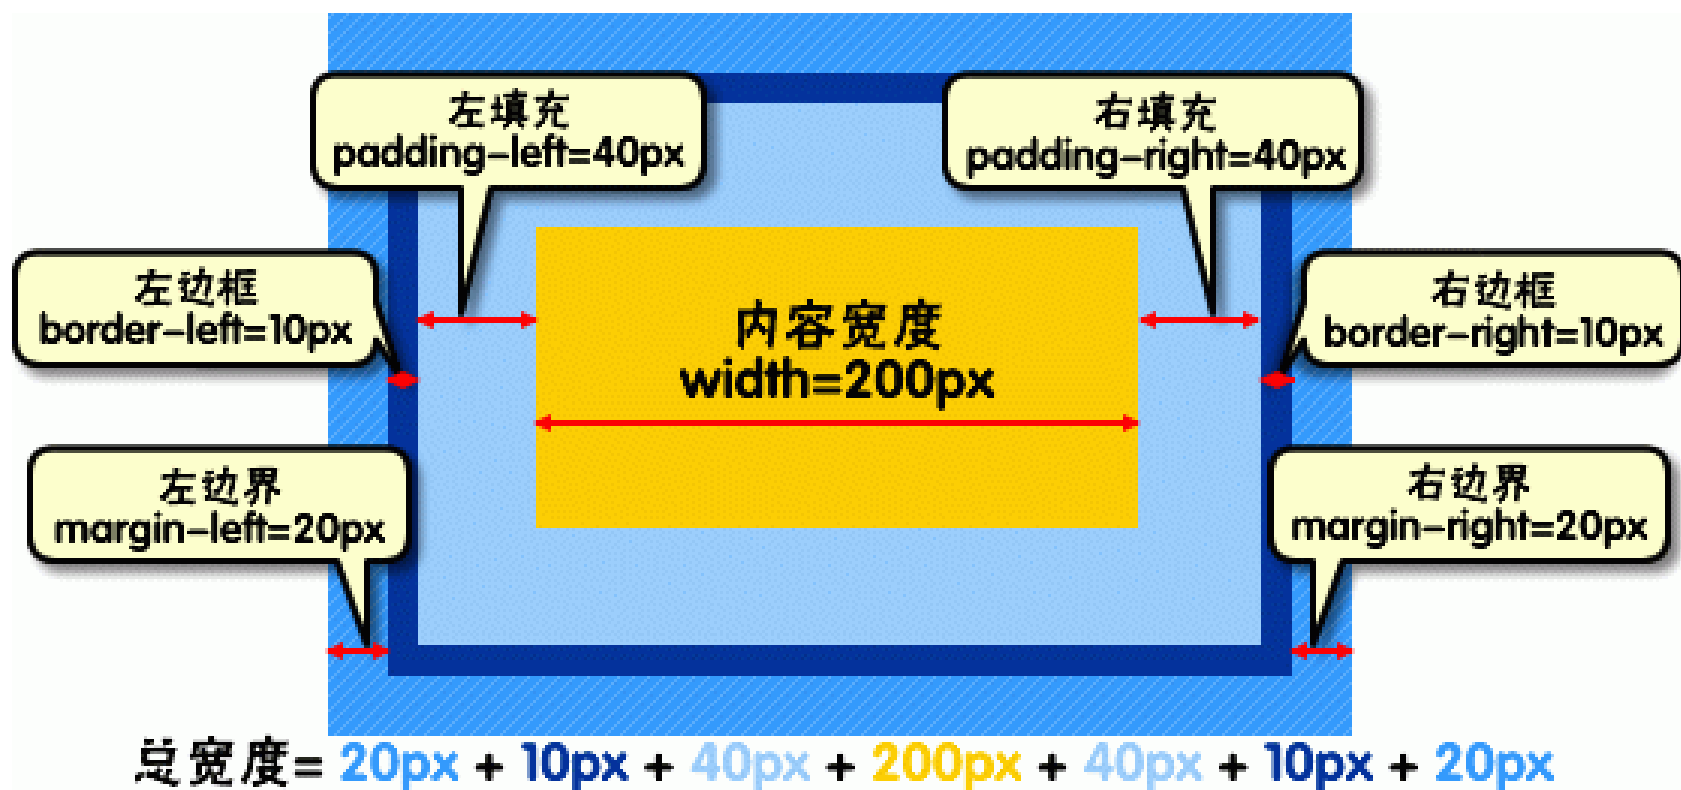 左填充
padding-left=40px
右填充
padding-right=40px
左边框
border-left=10px
内容宽度
width=200px
右边框
border-right=10px
左边界
margin-left=20px
右边界
margin-right=20px
总宽度= 20px + 10px + 40px + 200px + 40px + 10px + 20px